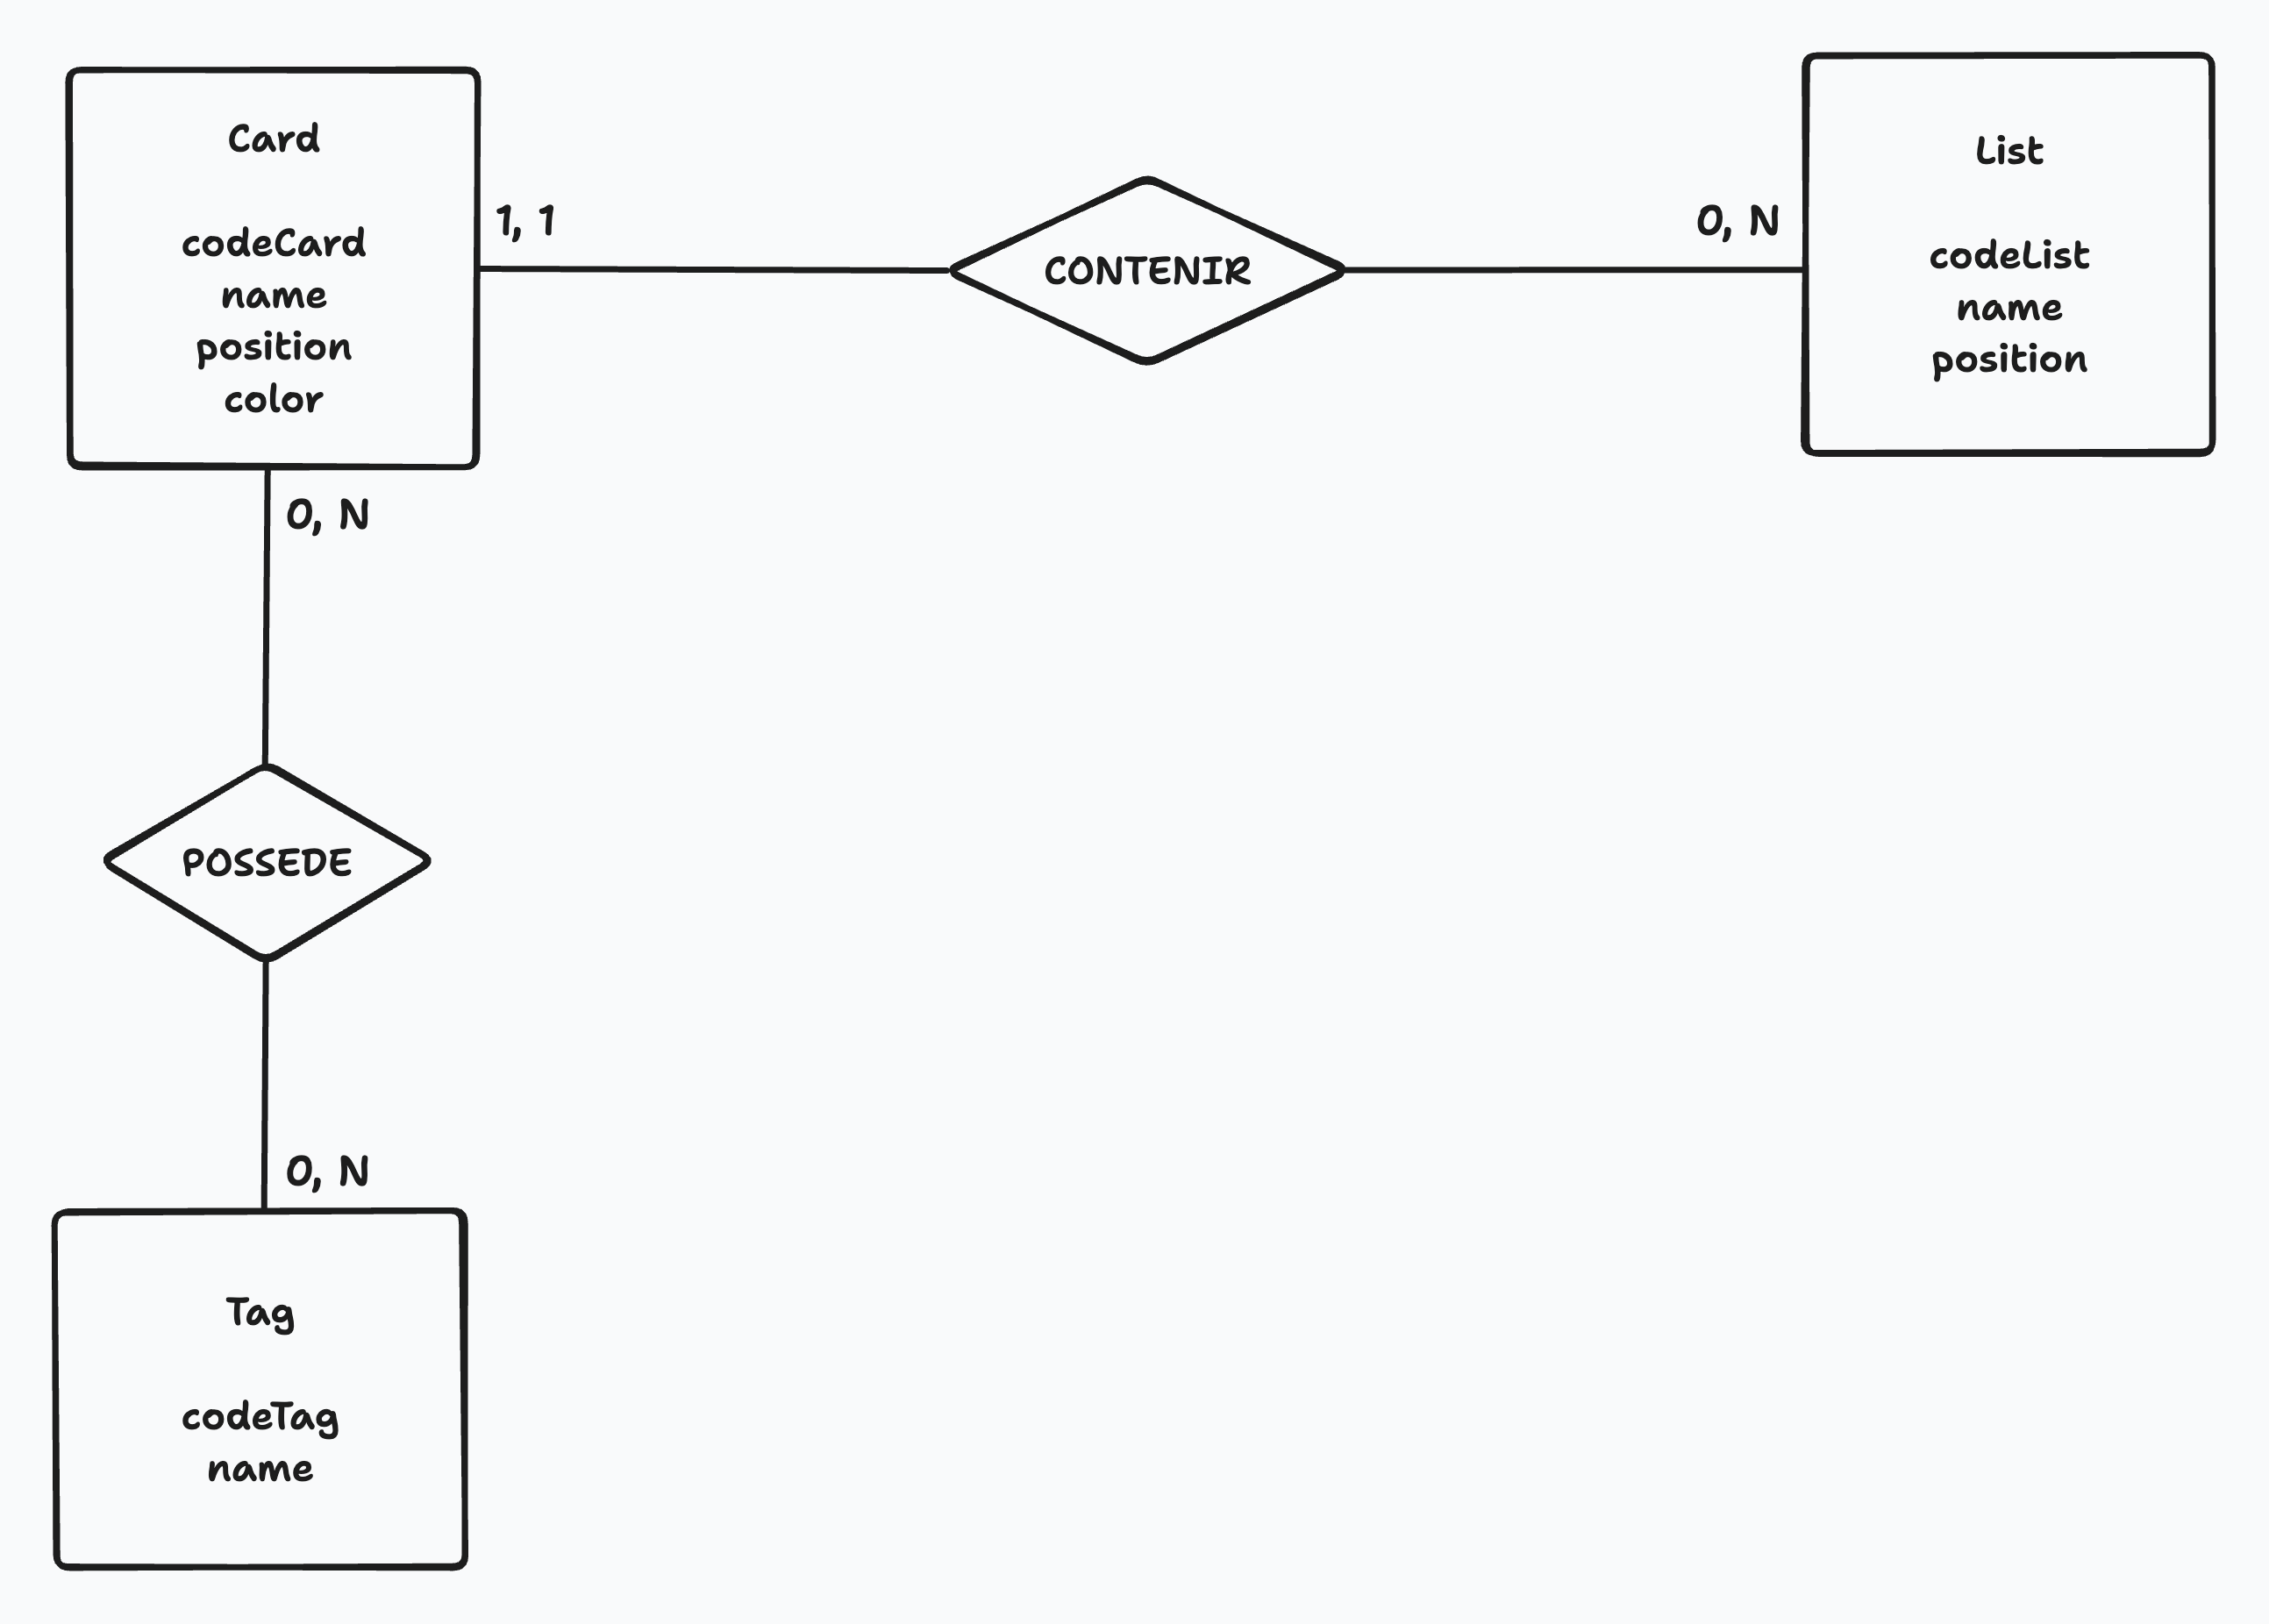 Card
codeCard
name
position
color
1, 1
CONTENIR
0, N
List
codeList
name
position
0, N
POSSEDE
0, N
Tag
codeTag
name